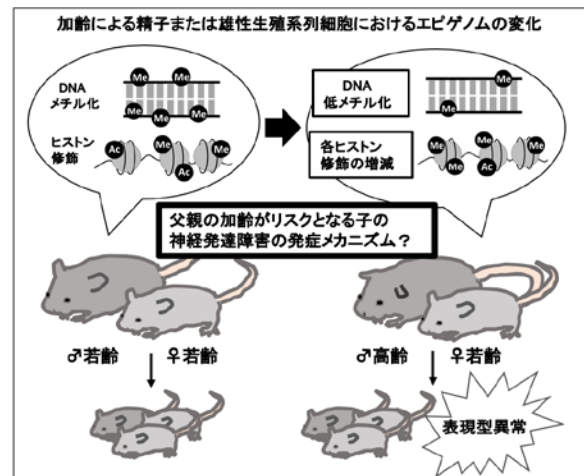 加齢による精子または雄性生殖系列細胞におけるエピゲノムの変化
DNA
メチル化
Me
Me
Me
Me
Me
ヒストン
修飾
Ac
Me
Ac
Me
DNA
低メチル化
Me
Me
各ヒストン
修飾の増減
Me
Me
Me
Ac
Me
父親の加齢がリスクとなる子の
神経発達障害の発症メカニズム？
♂若齢
♀若齢
♂高齢
♀若齢
表現型異常